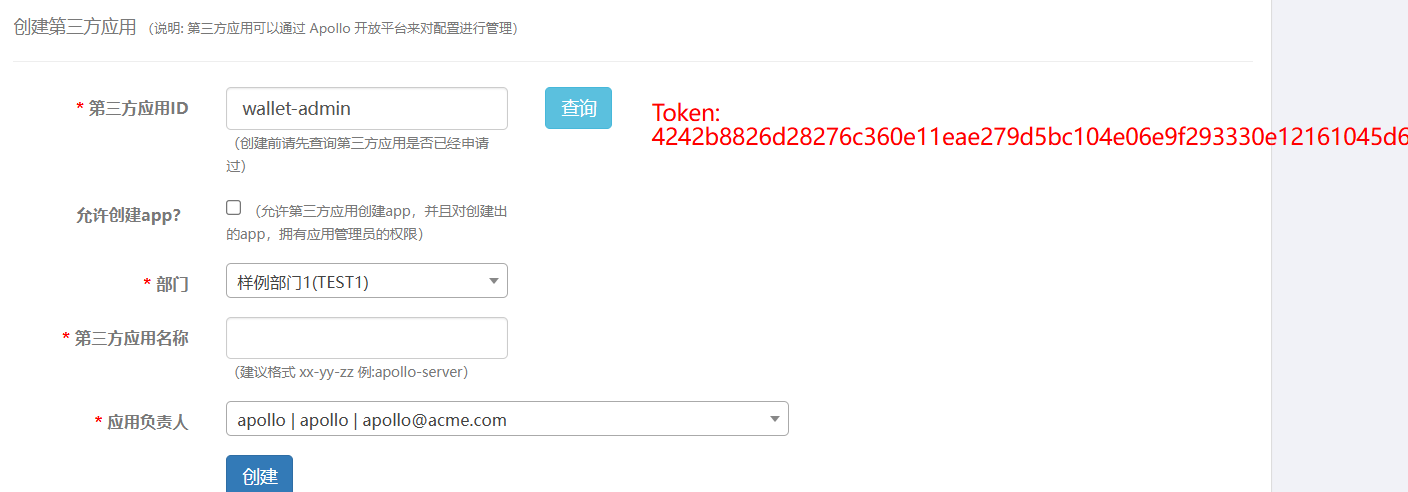 创建第三方应用 (说明: 第三方应用可以通过 Apollo 开放平台来对配置进行管理)
* 第三方应用ID wallet-admin 查询
Token:
4242b8826d28276c360e11eae279d5bc104e06e9f293330e12161045d6
(创建前请先查询第三方应用是否已经申请
过)
允许创建app? (允许第三方应用创建app，并且对创建出
的app，拥有应用管理员的权限)
* 部门 样例部门1(TEST1)
* 第三方应用名称
(建议格式 xx-yy-zz 例:apollo-server)
* 应用负责人 apollo | apollo | apollo@acme.com
创建